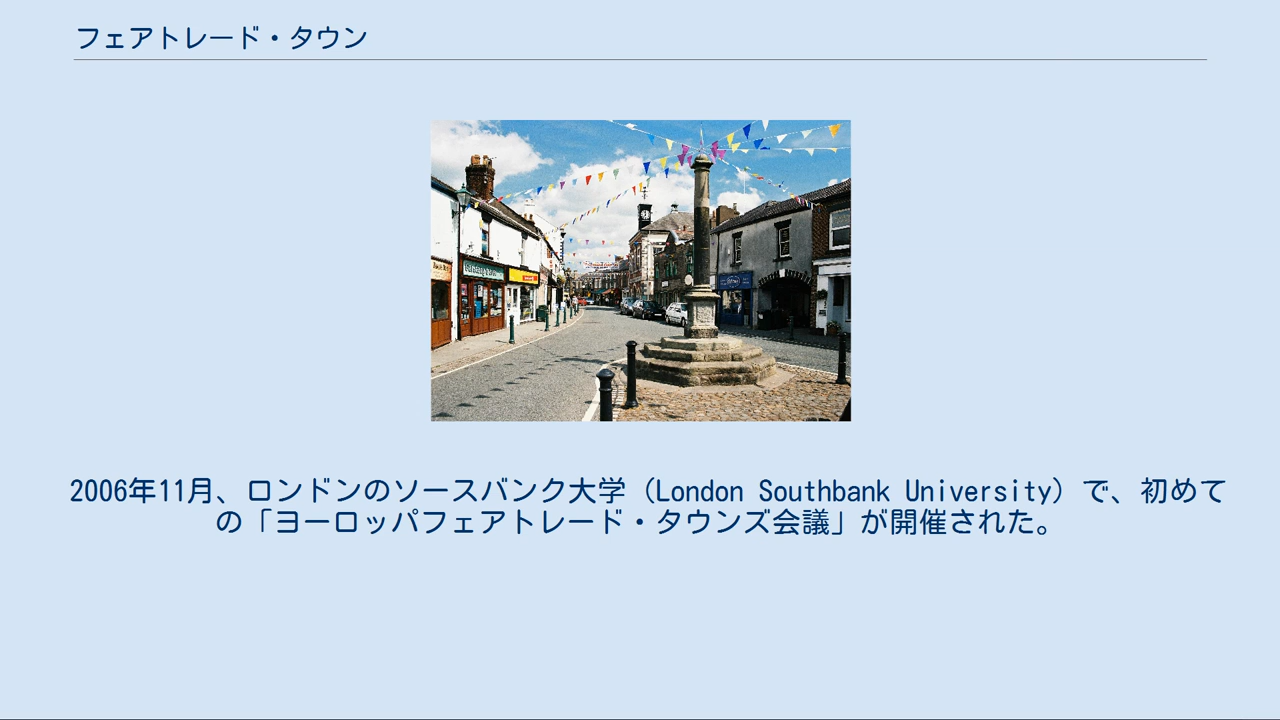 フェアトレード・タウン
2006年11月、ロンドンのソースバンク大学（London Southbank University）で、初めて
の「ヨーロッパフェアトレード・タウンズ会議」が開催された。